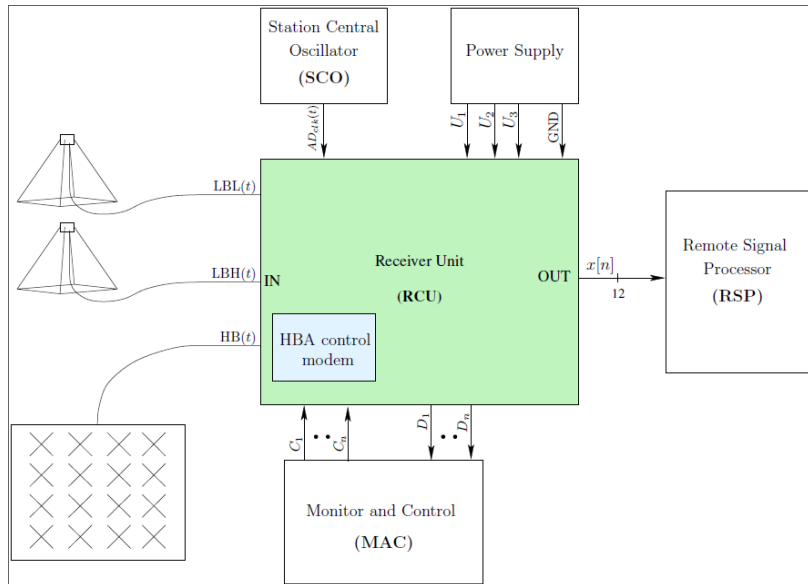 Station Central
Oscillator
(SCO)
Power Supply
AD_clk(t)
U_1
U_2
U_3
GND
LBL(t)
LBH(t)
HB(t)
IN
Receiver Unit
(RCU)
OUT
x[n]
12
HBA control
modem
Remote Signal
Processor
(RSP)
C_1
..
C_n
D_1
..
D_n
Monitor and Control
(MAC)